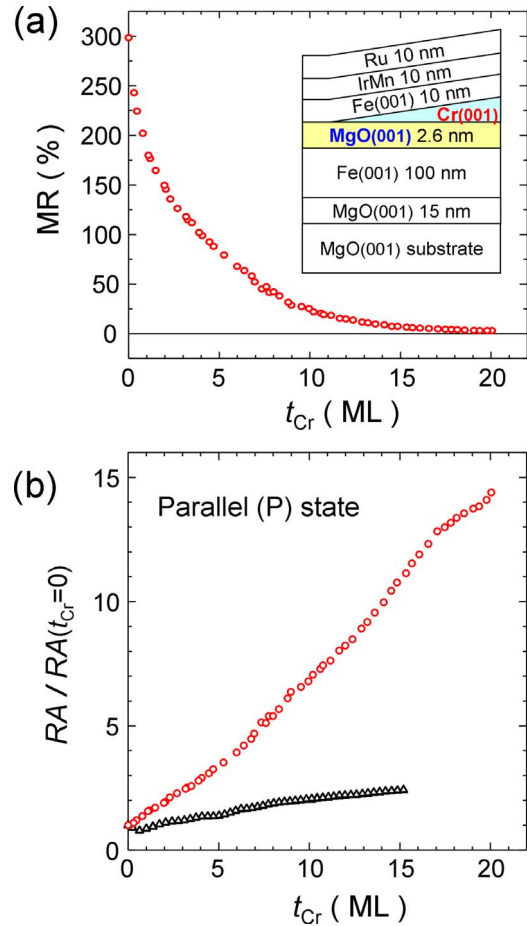 (a)
300
250
200
150
100
50
0
MR ( % )
0 5 10 15 20
t_Cr ( ML )
Ru 10 nm
IrMn 10 nm
Fe(001) 10 nm
Cr(001)
MgO(001) 2.6 nm
Fe(001) 100 nm
MgO(001) 15 nm
MgO(001) substrate
(b)
Parallel (P) state
15
10
5
0
RA / RA(t_Cr=0)
0 5 10 15 20
t_Cr ( ML )